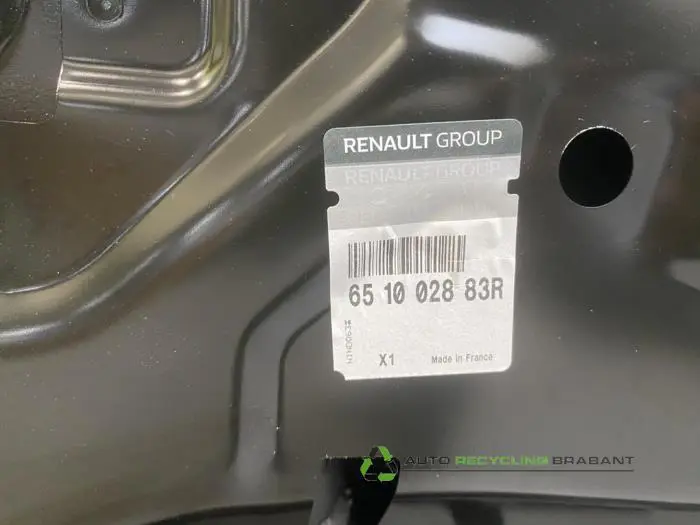 RENAULT GROUP
RENAULT GROUP
65 10 028 83R
X1 Made in France
AUTO RECYCLING BRABANT